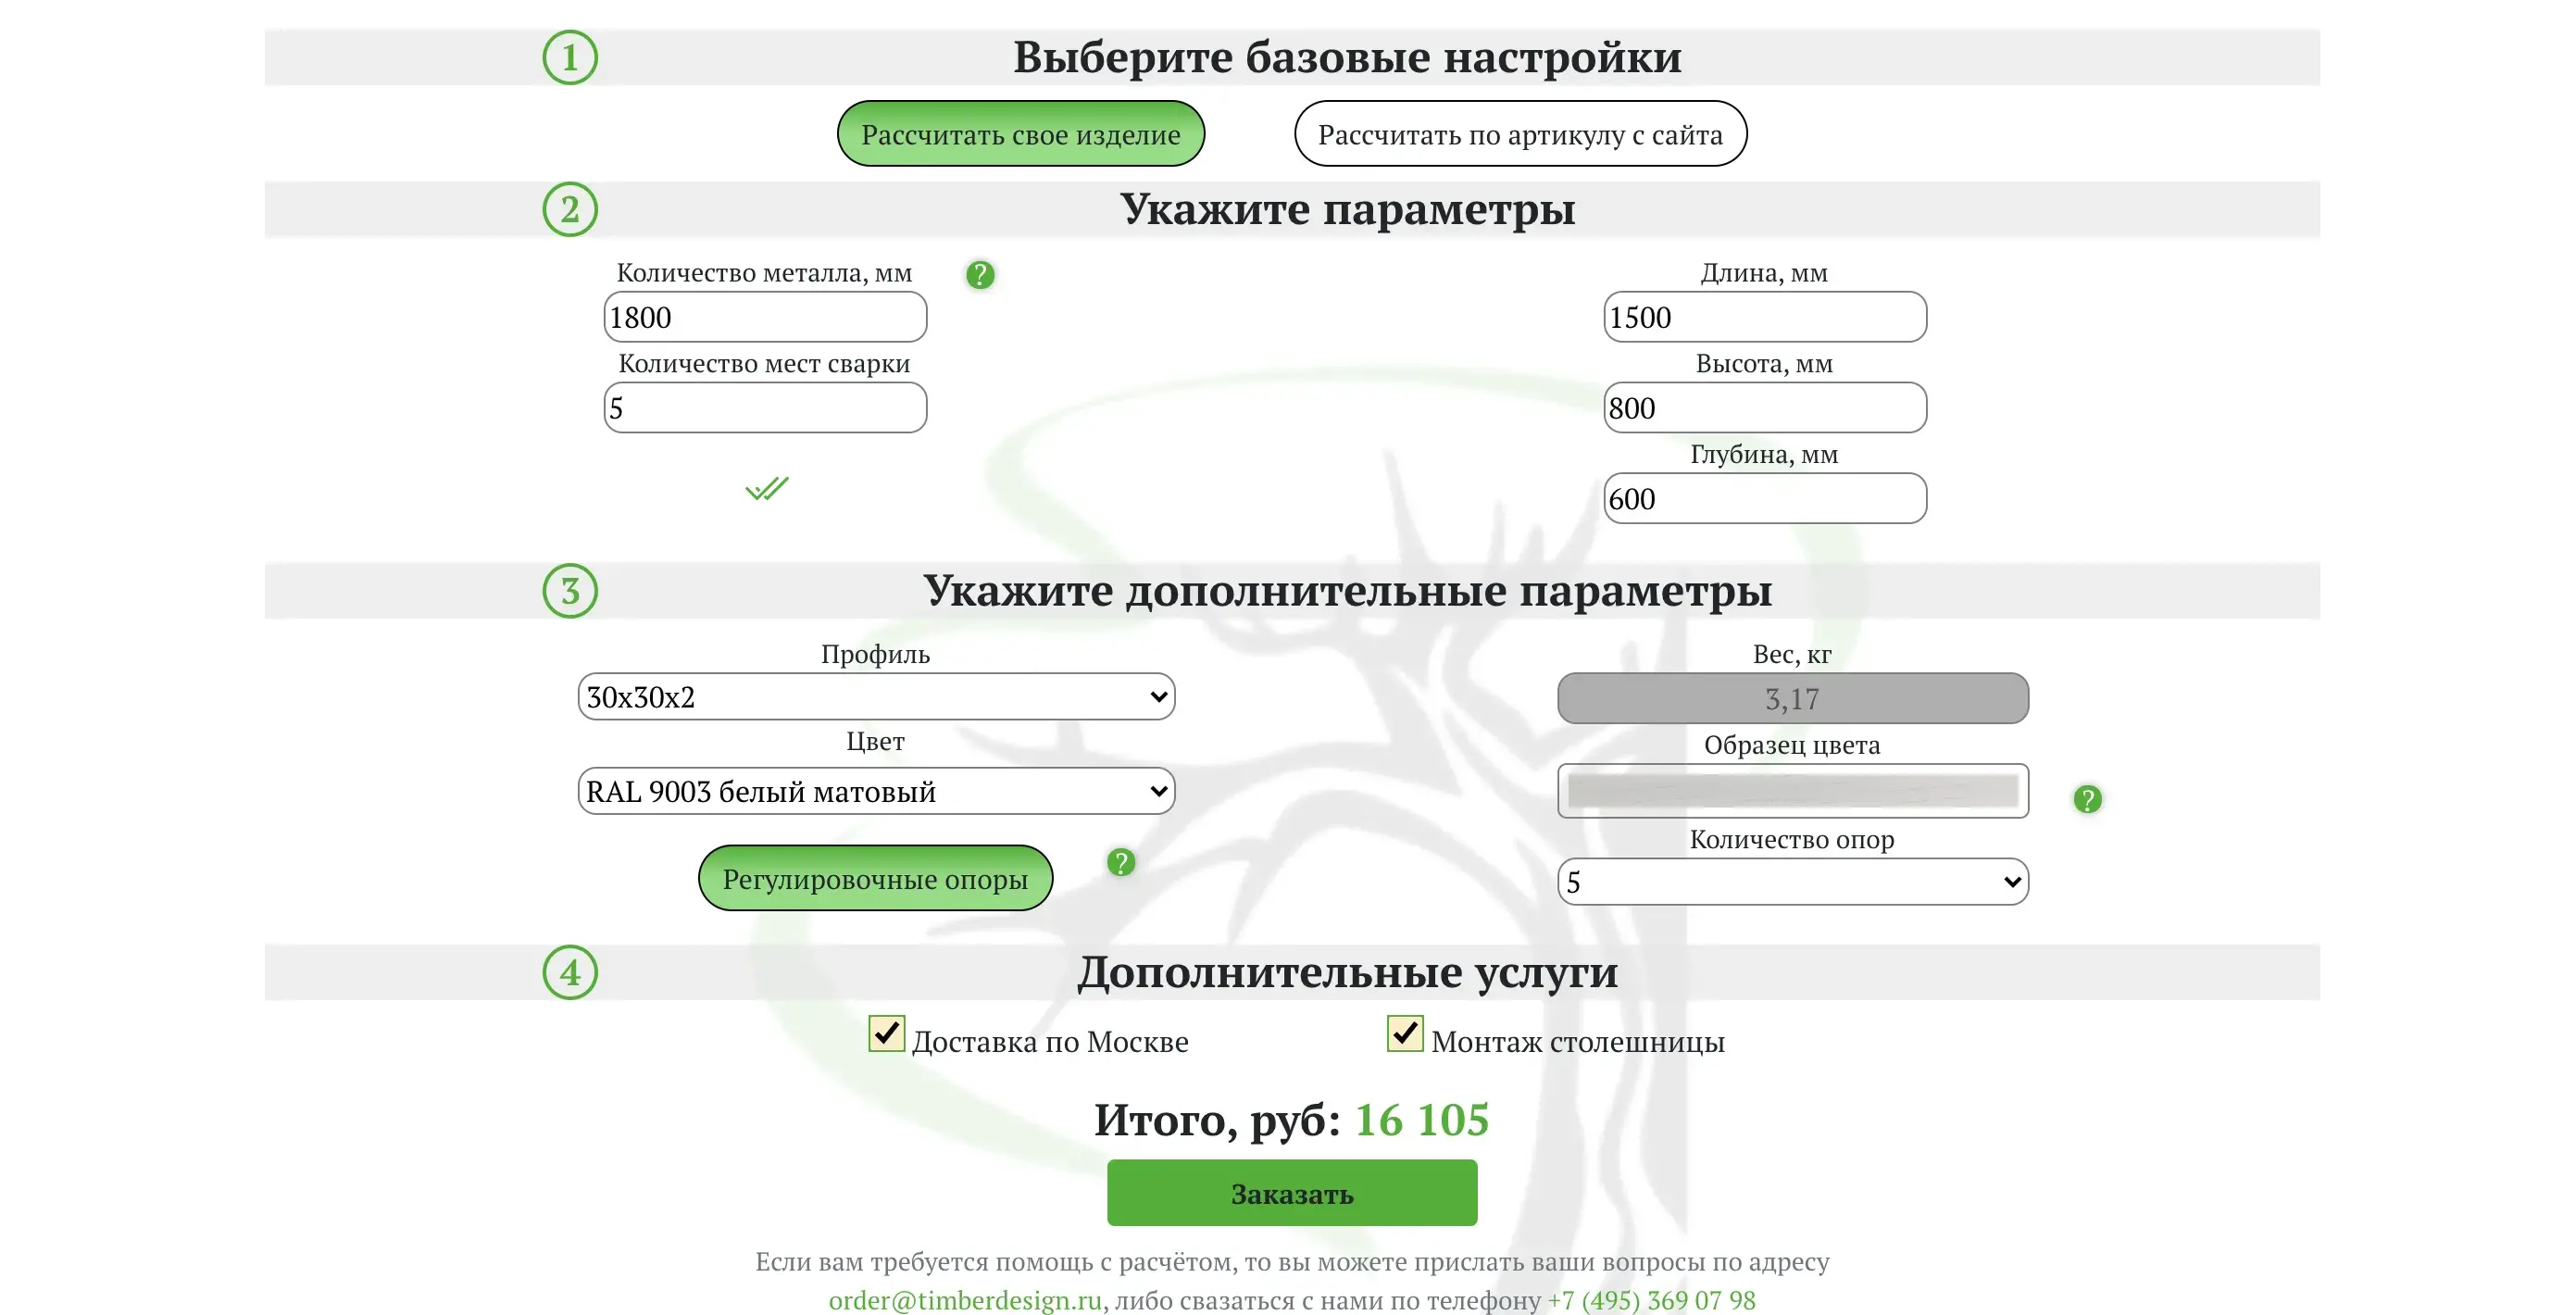 1 Выберите базовые настройки
Рассчитать свое изделие Рассчитать по артикулу с сайта
2 Укажите параметры
Количество металла, мм ? Длина, мм
1800 1500
Количество мест сварки Высота, мм
5 800
Глубина, мм
600
3 Укажите дополнительные параметры
Профиль Вес, кг
30x30x2 3,17
Цвет Образец цвета
RAL 9003 белый матовый ?
Количество опор
Регулировочные опоры ? 5
4 Дополнительные услуги
Доставка по Москве Монтаж столешницы
Итого, руб: 16 105
Заказать
Если вам требуется помощь с расчётом, то вы можете прислать ваши вопросы по адресу
order@timberdesign.ru, либо свазаться с нами по телефону +7 (495) 369 07 98